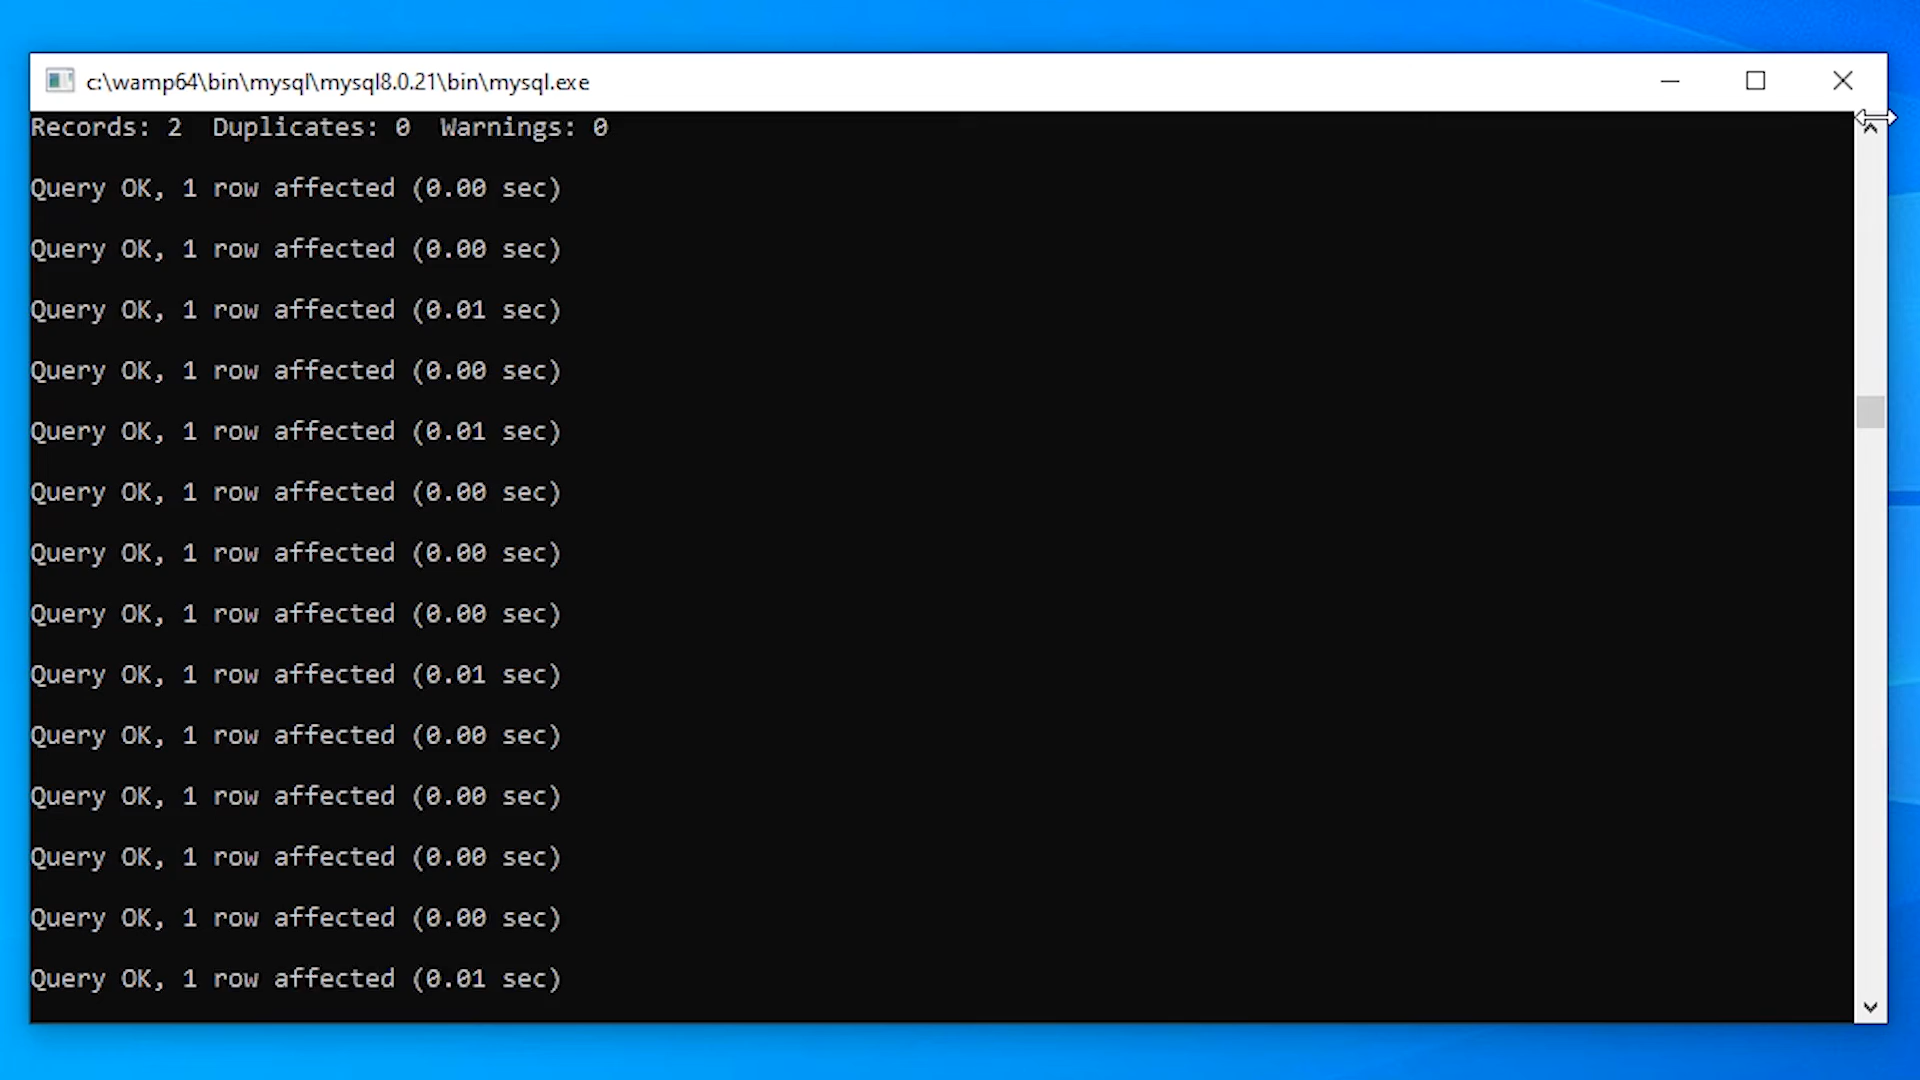 c:\wamp64\bin\mysql\mysql8.0.21\bin\mysql.exe
Records: 2  Duplicates: 0  Warnings: 0
Query OK, 1 row affected (0.00 sec)
Query OK, 1 row affected (0.00 sec)
Query OK, 1 row affected (0.01 sec)
Query OK, 1 row affected (0.00 sec)
Query OK, 1 row affected (0.01 sec)
Query OK, 1 row affected (0.00 sec)
Query OK, 1 row affected (0.00 sec)
Query OK, 1 row affected (0.00 sec)
Query OK, 1 row affected (0.01 sec)
Query OK, 1 row affected (0.00 sec)
Query OK, 1 row affected (0.00 sec)
Query OK, 1 row affected (0.00 sec)
Query OK, 1 row affected (0.00 sec)
Query OK, 1 row affected (0.01 sec)